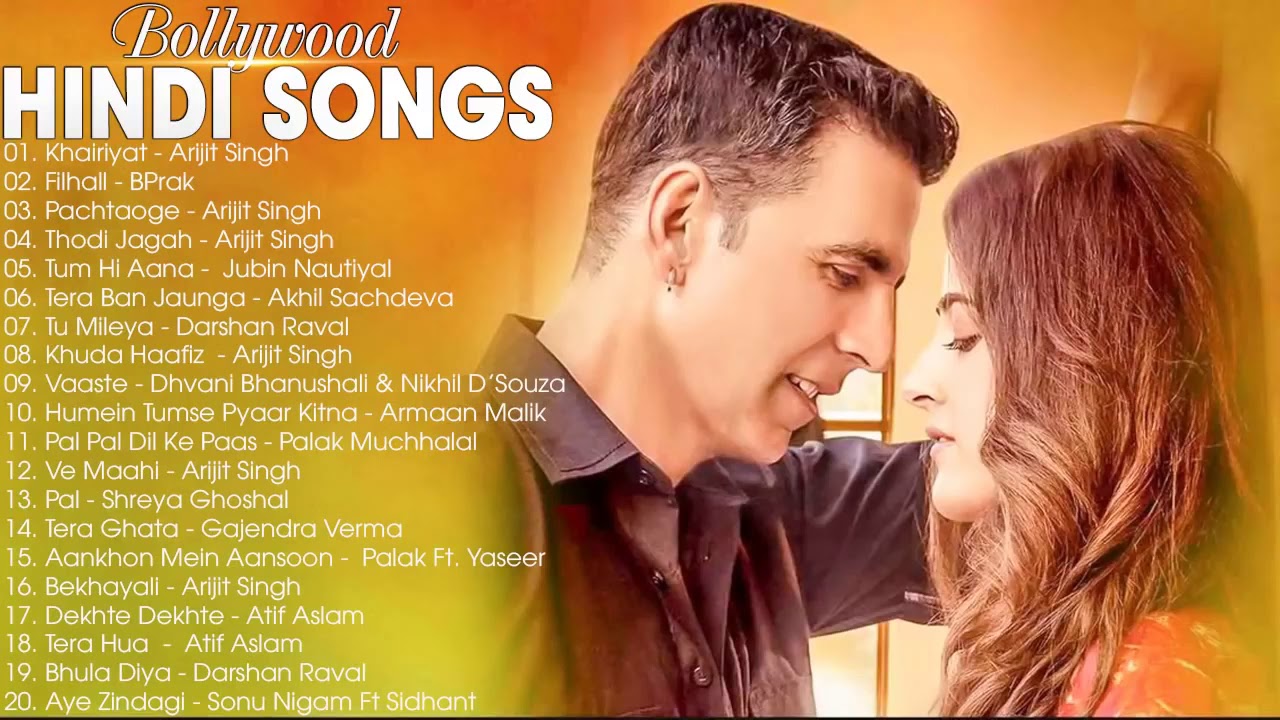 Bollywood
HINDI SONGS
01. Khairiyat - Arijit Singh
02. Filhall - BPrak
03. Pachtaoge - Arijit Singh
04. Thodi Jagah - Arijit Singh
05. Tum Hi Aana -  Jubin Nautiyal
06. Tera Ban Jaunga - Akhil Sachdeva
07. Tu Mileya - Darshan Raval
08. Khuda Haafiz  - Arijit Singh
09. Vaaste - Dhvani Bhanushali & Nikhil D´Souza
10. Humein Tumse Pyaar Kitna - Armaan Malik
11. Pal Pal Dil Ke Paas - Palak Muchhalal
12. Ve Maahi - Arijit Singh
13. Pal - Shreya Ghoshal
14. Tera Ghata - Gajendra Verma
15. Aankhon Mein Aansoon -  Palak Ft. Yaseer
16. Bekhayali - Arijit Singh
17. Dekhte Dekhte - Atif Aslam
18. Tera Hua  -  Atif Aslam
19. Bhula Diya - Darshan Raval
20. Aye Zindagi - Sonu Nigam Ft Sidhant